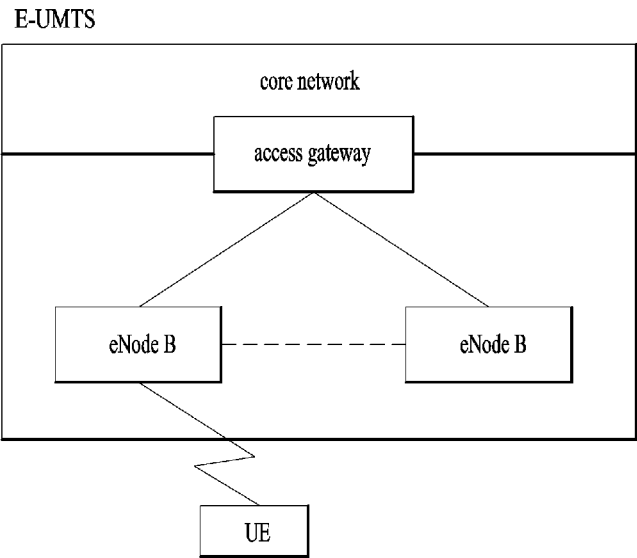 E-UMTS
core network
access gateway
eNode B
eNode B
UE